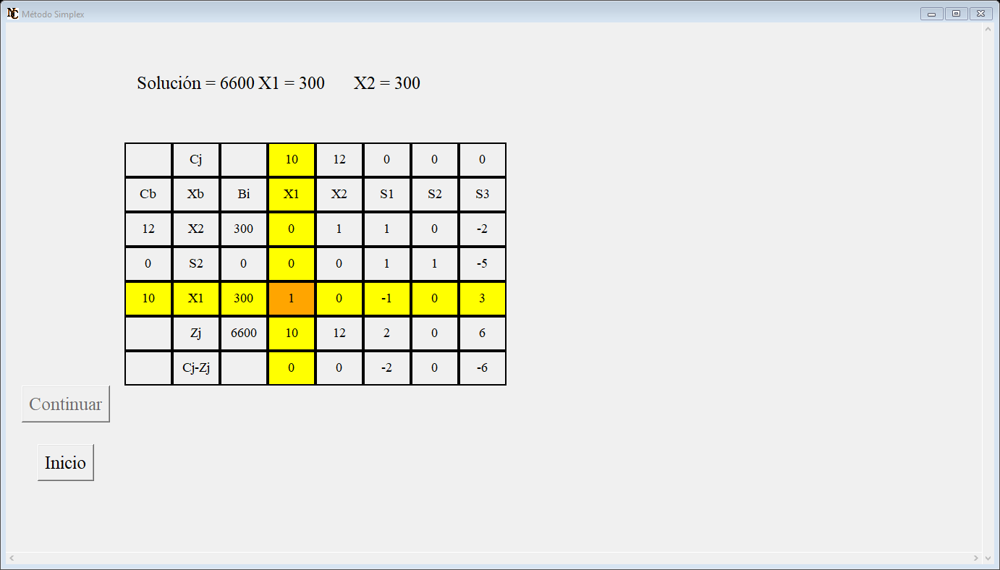 NC Método Simplex
Solución = 6600 X1 = 300 X2 = 300
Cj 10 12 0 0 0
Cb Xb Bi X1 X2 S1 S2 S3
12 X2 300 0 1 1 0 -2
0 S2 0 0 0 1 1 -5
10 X1 300 1 0 -1 0 3
Zj 6600 10 12 2 0 6
Cj-Zj 0 0 -2 0 -6
Continuar
Inicio